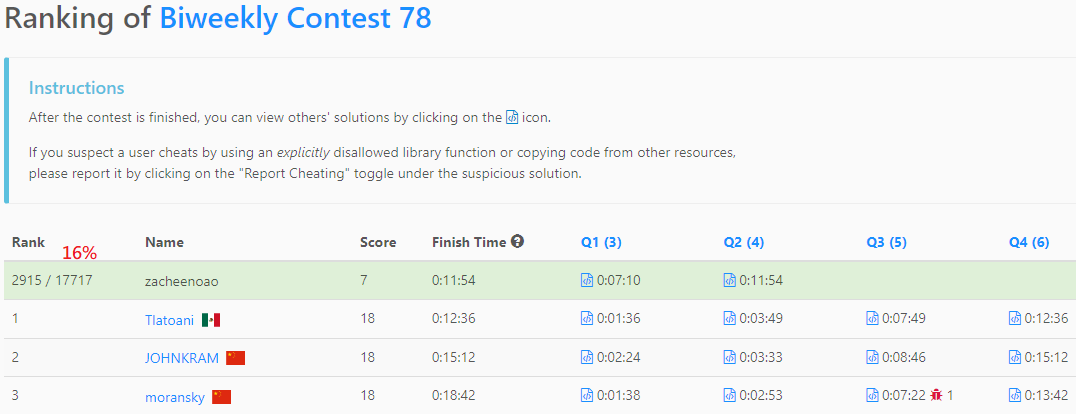 Ranking of Biweekly Contest 78
Instructions
After the contest is finished, you can view others' solutions by clicking on the icon.
If you suspect a user cheats by using an explicitly disallowed library function or copying code from other resources,
please report it by clicking on the "Report Cheating" toggle under the suspicious solution.
Rank Name Score Finish Time Q1 (3) Q2 (4) Q3 (5) Q4 (6)
16%
2915 / 17717 zacheenoao 7 0:11:54 0:07:10 0:11:54
1 Tlatoani 18 0:12:36 0:01:36 0:03:49 0:07:49 0:12:36
2 JOHNKRAM 18 0:15:12 0:02:24 0:03:33 0:08:46 0:15:12
3 moransky 18 0:18:42 0:01:38 0:02:53 0:07:22 1 0:13:42